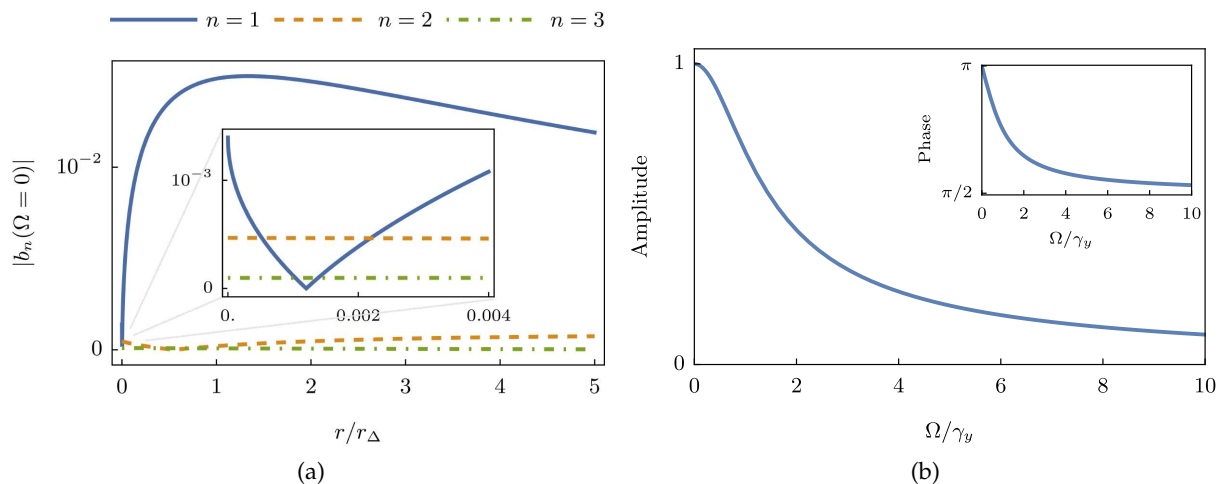 n = 1 n = 2 n = 3
|b_n(Ω = 0)|
10^{-2}
0
10^{-3}
0
0. 0.002 0.004
0 1 2 3 4 5
r/r_Δ
(a)
Amplitude
1
0
Phase
π
π/2
0 2 4 6 8 10
Ω/γ_y
0 2 4 6 8 10
Ω/γ_y
(b)